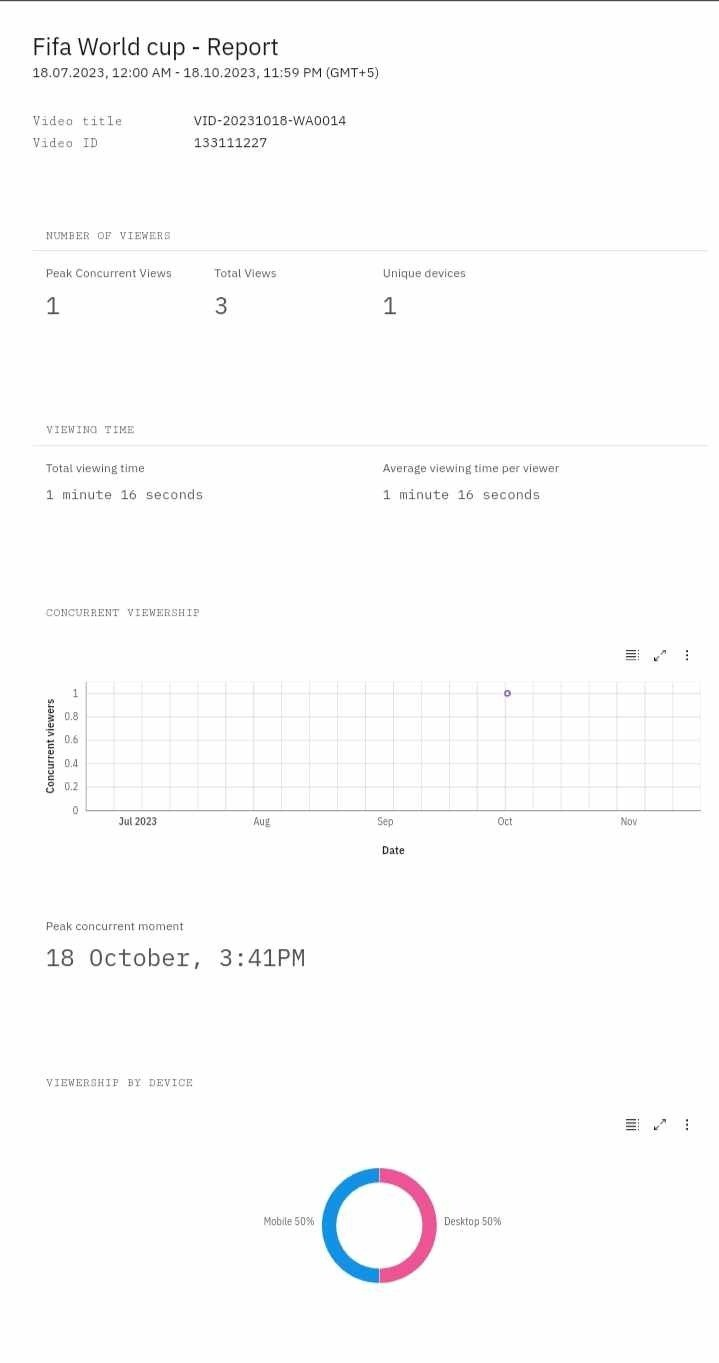 Fifa World cup - Report
18.07.2023, 12:00 AM - 18.10.2023, 11:59 PM (GMT+5)
Video title VID-20231018-WA0014
Video ID 133111227
NUMBER OF VIEWERS
Peak Concurrent Views Total Views Unique devices
1 3 1
VIEWING TIME
Total viewing time Average viewing time per viewer
1 minute 16 seconds 1 minute 16 seconds
CONCURRENT VIEWERSHIP
Concurrent viewers
1
0.8
0.6
0.4
0.2
0
Jul 2023 Aug Sep Oct Nov
Date
Peak concurrent moment
18 October, 3:41PM
VIEWERSHIP BY DEVICE
Mobile 50% Desktop 50%